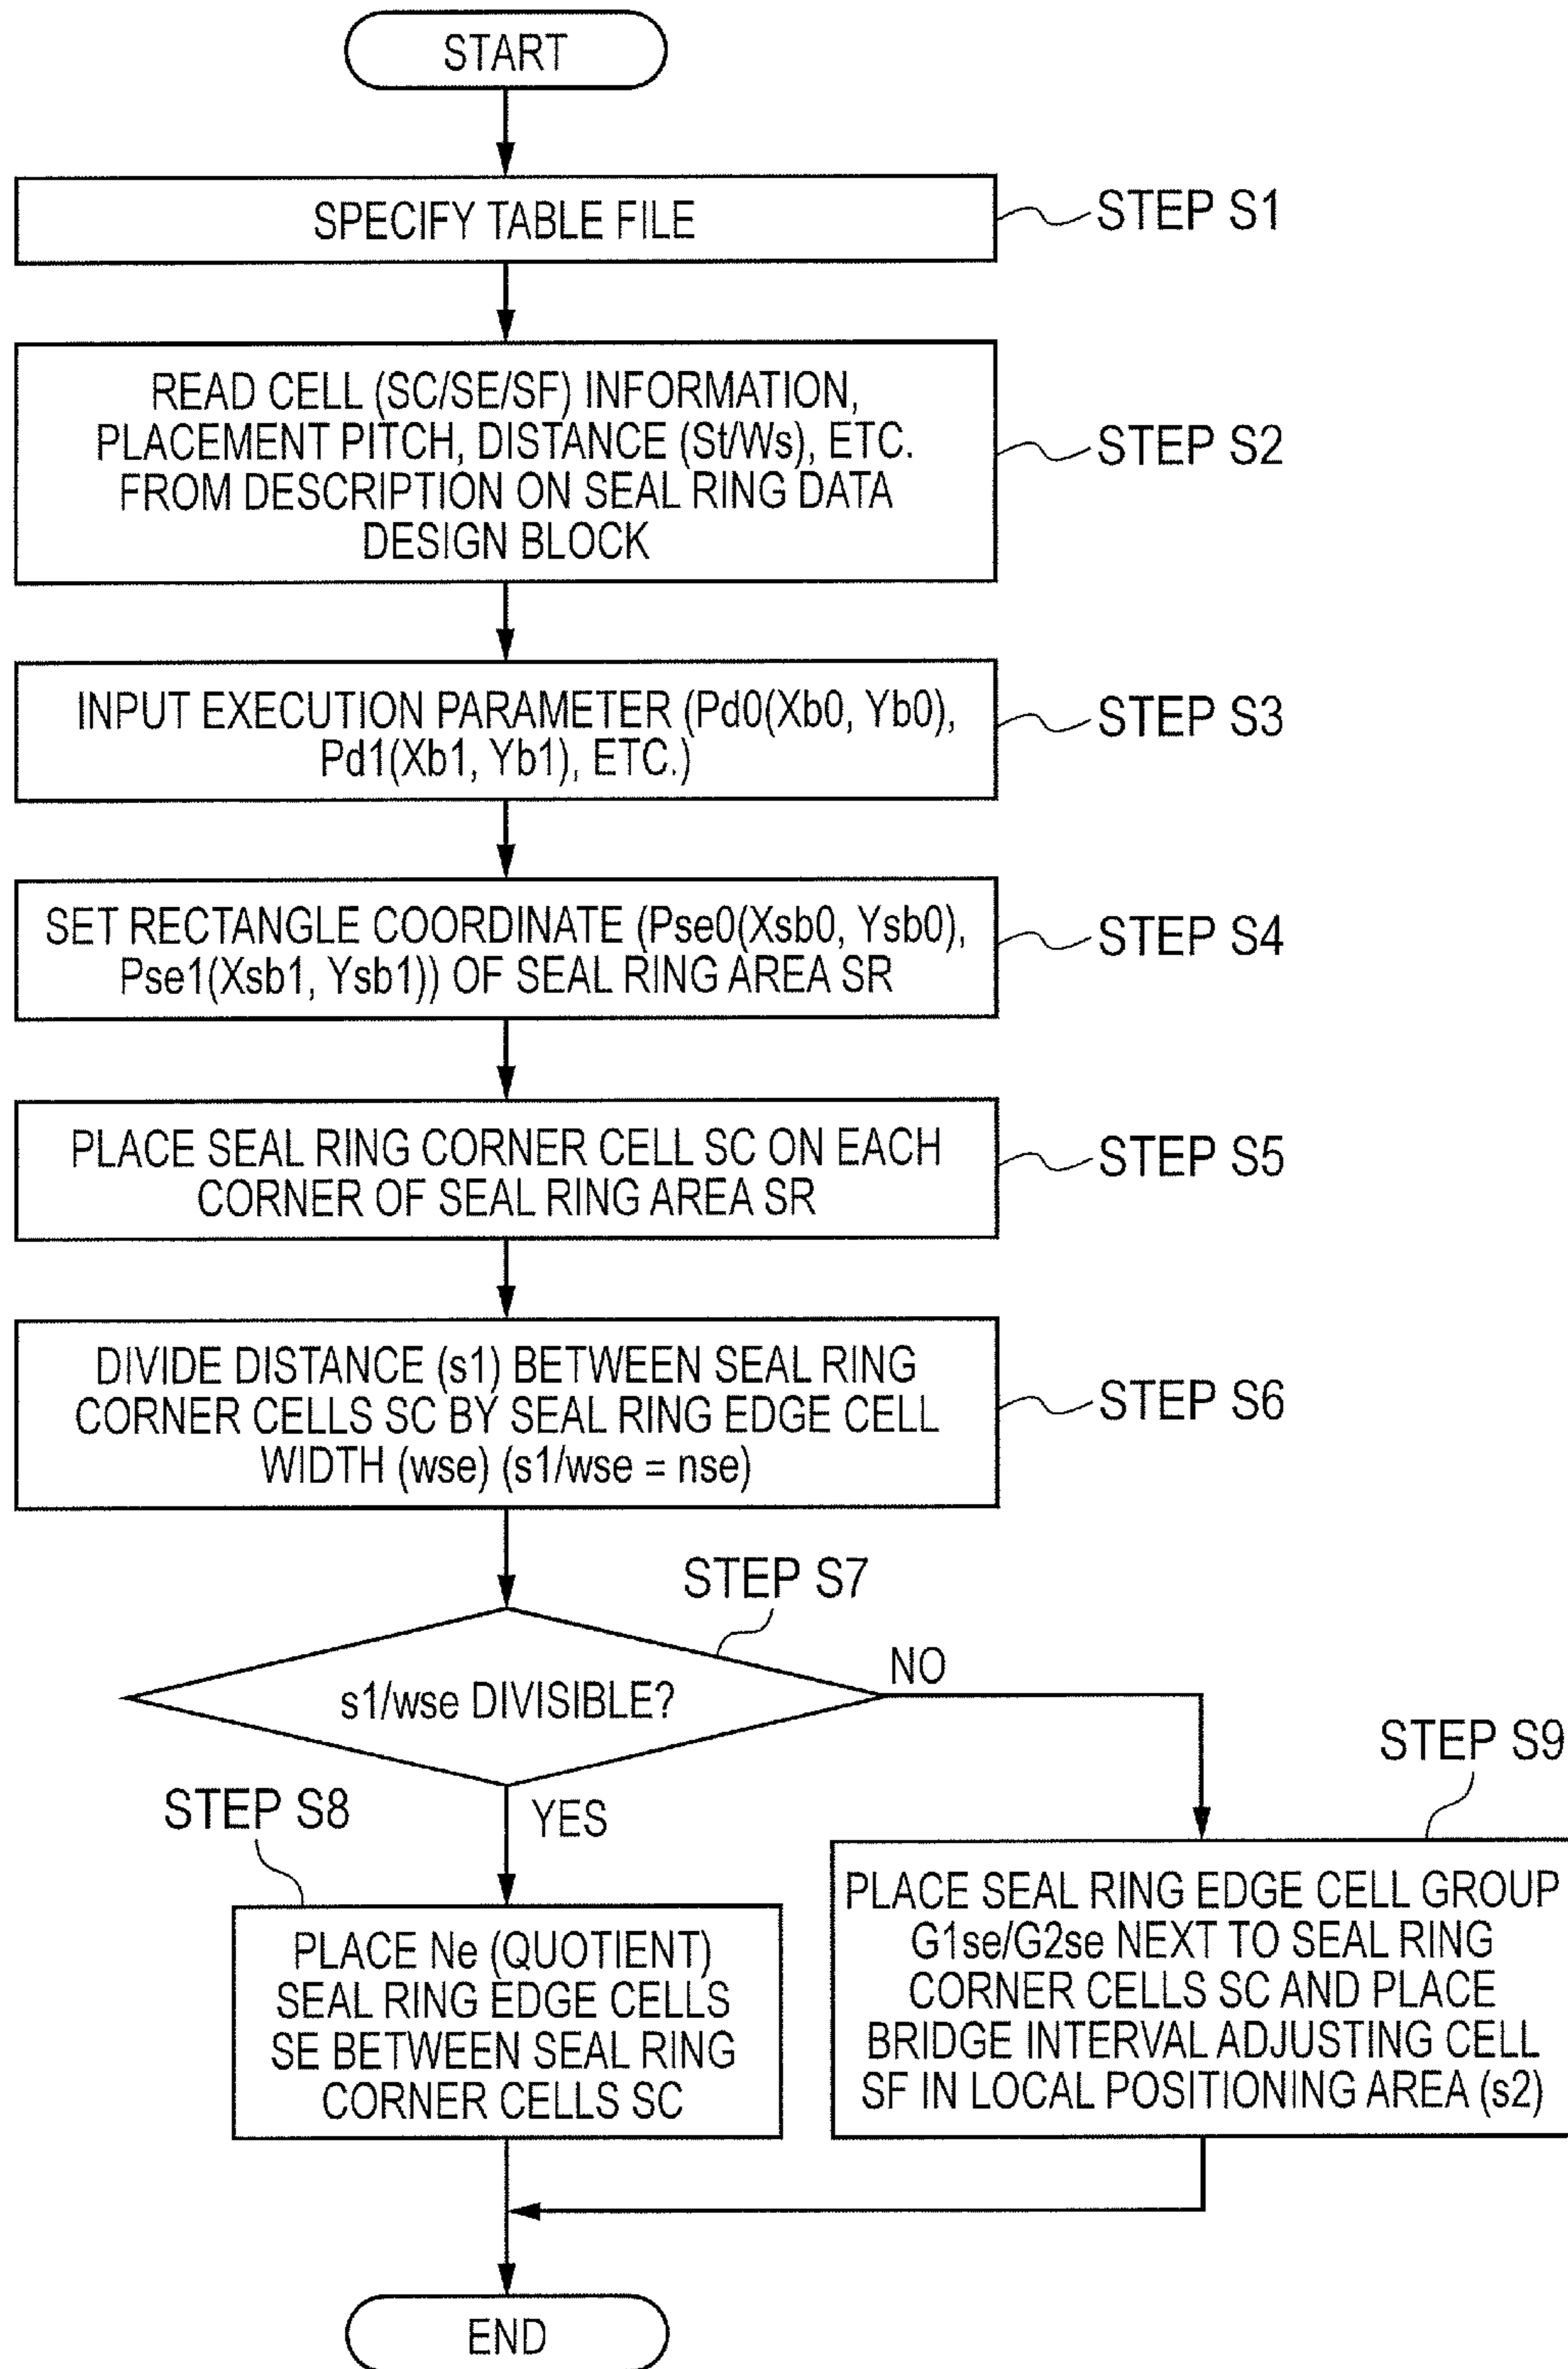 START
SPECIFY TABLE FILE
STEP S1
READ CELL (SC/SE/SF) INFORMATION,
PLACEMENT PITCH, DISTANCE (St/Ws), ETC.
FROM DESCRIPTION ON SEAL RING DATA
DESIGN BLOCK
STEP S2
INPUT EXECUTION PARAMETER (Pd0(Xb0, Yb0),
Pd1(Xb1, Yb1), ETC.)
STEP S3
SET RECTANGLE COORDINATE (Pse0(Xsb0, Ysb0),
Pse1(Xsb1, Ysb1)) OF SEAL RING AREA SR
STEP S4
PLACE SEAL RING CORNER CELL SC ON EACH
CORNER OF SEAL RING AREA SR
STEP S5
DIVIDE DISTANCE (s1) BETWEEN SEAL RING
CORNER CELLS SC BY SEAL RING EDGE CELL
WIDTH (wse) (s1/wse = nse)
STEP S6
STEP S7
s1/wse DIVISIBLE?
NO
YES
STEP S8
PLACE Ne (QUOTIENT)
SEAL RING EDGE CELLS
SE BETWEEN SEAL RING
CORNER CELLS SC
STEP S9
PLACE SEAL RING EDGE CELL GROUP
G1se/G2se NEXT TO SEAL RING
CORNER CELLS SC AND PLACE
BRIDGE INTERVAL ADJUSTING CELL
SF IN LOCAL POSITIONING AREA (s2)
END